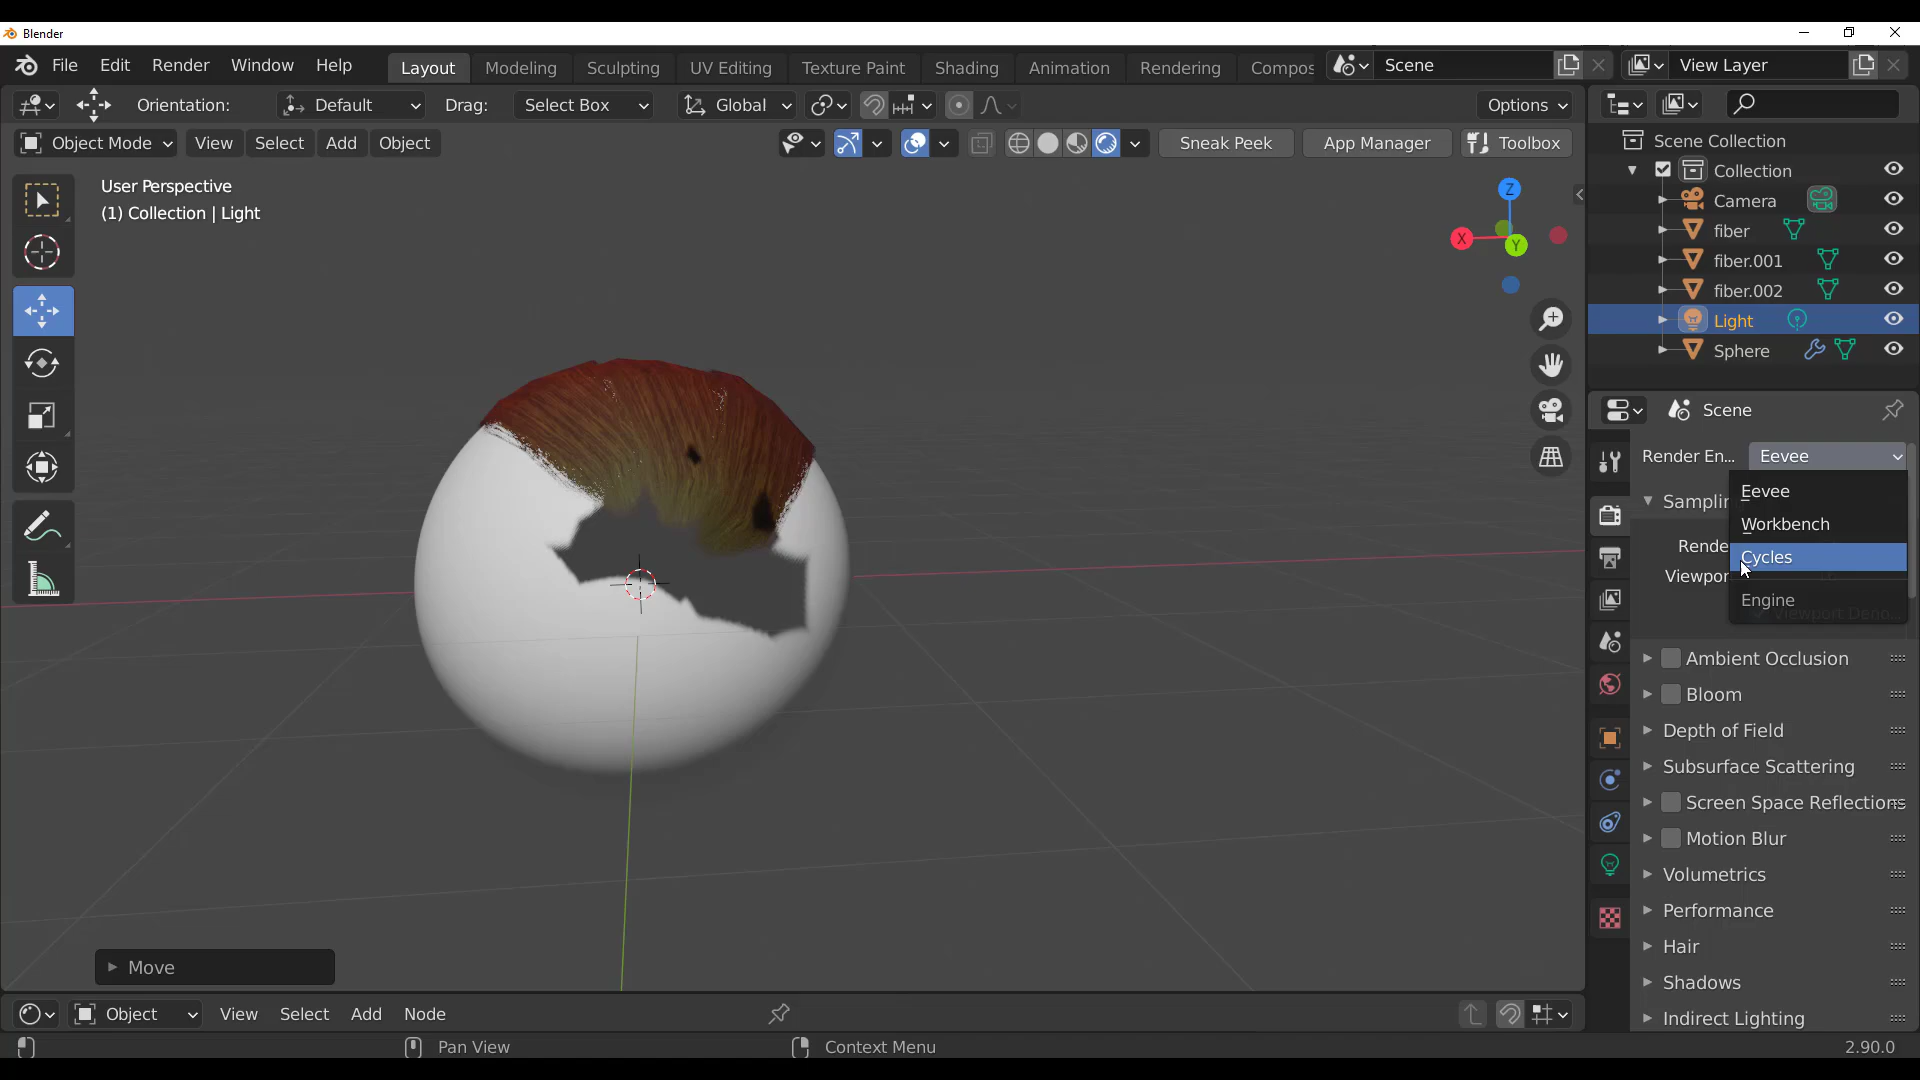 Blender
File Edit Render Window Help Layout Modeling Sculpting UV Editing Texture Paint Shading Animation Rendering Compos Scene View Layer
Orientation: Default Drag: Select Box Global Options
Object Mode View Select Add Object Sneak Peek App Manager Toolbox
User Perspective
(1) Collection | Light
Z
X
Y
Scene Collection
Collection
Camera
fiber
fiber.001
fiber.002
Light
Sphere
Scene
Render En... Eevee
Samplin
Rende
Viewpor
Eevee
Workbench
Cycles
Engine
Viewport Deno...
Ambient Occlusion
Bloom
Depth of Field
Subsurface Scattering
Screen Space Reflections
Motion Blur
Volumetrics
Performance
Hair
Shadows
Indirect Lighting
Move
Object View Select Add Node
Pan View Context Menu 2.90.0